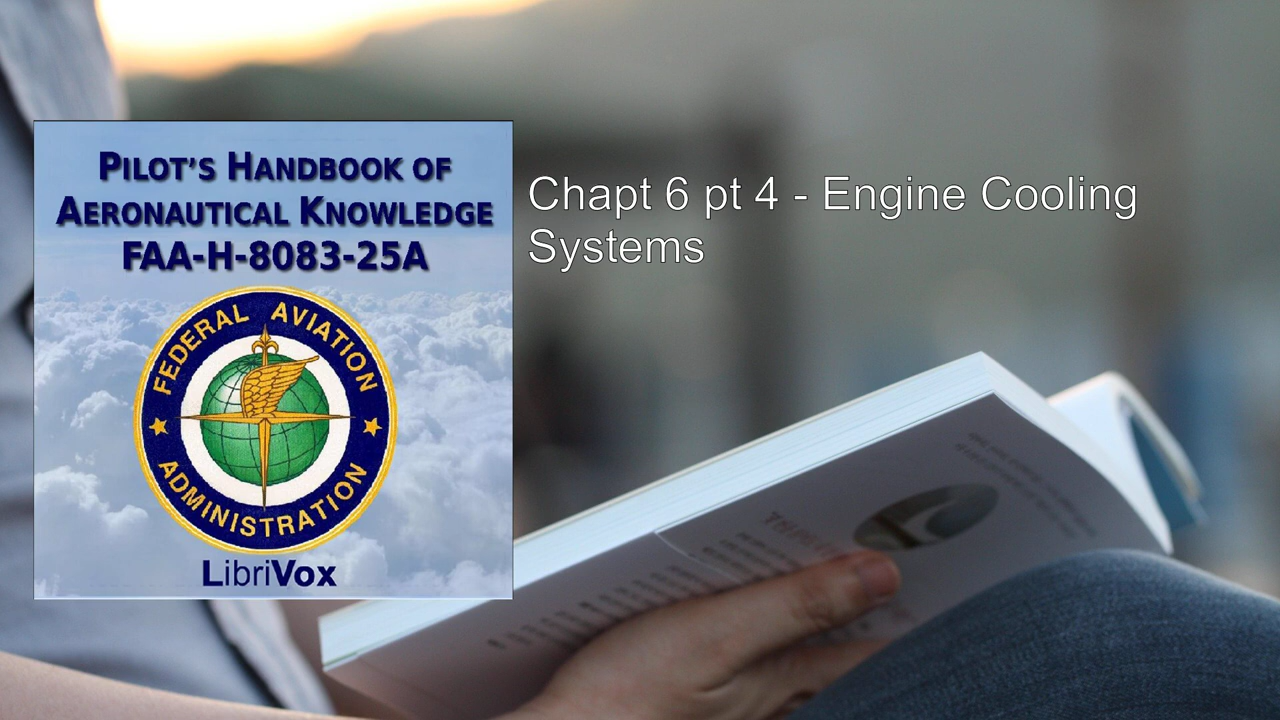 PILOT'S HANDBOOK OF
AERONAUTICAL KNOWLEDGE
FAA-H-8083-25A
FEDERAL AVIATION
ADMINISTRATION
LibriVox
Chapt 6 pt 4 - Engine Cooling
Systems